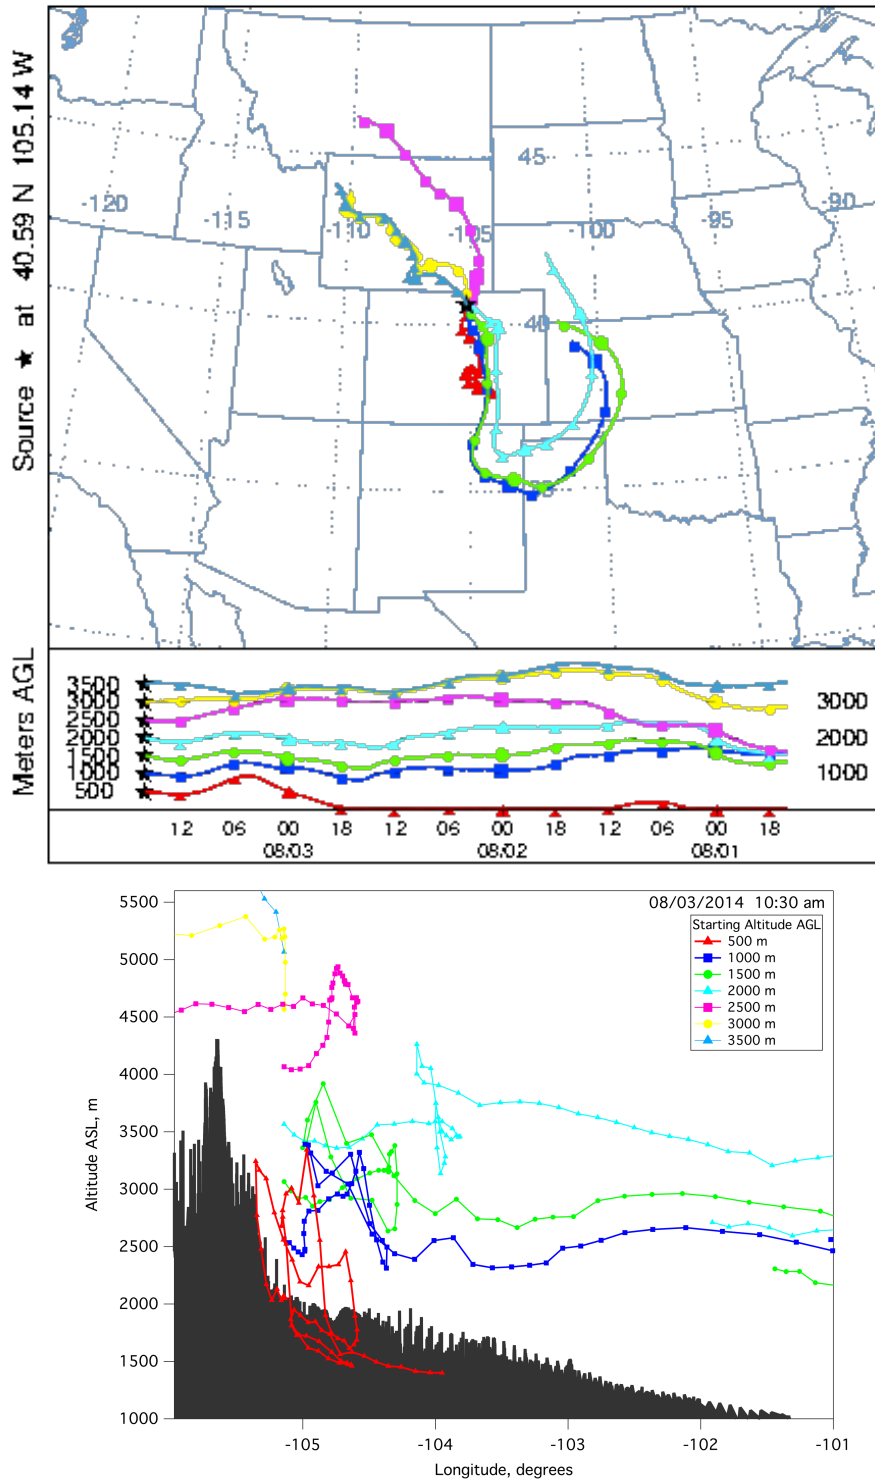 Source ★ at 40.59 N 105.14 W
45
-120
-115
-110
-105
-100
-95
-90
40
Meters AGL
3500
3000
2500
2000
1500
1000
500
3000
2000
1000
12 06 00 18 12 06 00 18 12 06 00 18
08/03 08/02 08/01
08/03/2014 10:30 am
Starting Altitude AGL
500 m
1000 m
1500 m
2000 m
2500 m
3000 m
3500 m
Altitude ASL, m
5500
5000
4500
4000
3500
3000
2500
2000
1500
1000
-105 -104 -103 -102 -101
Longitude, degrees